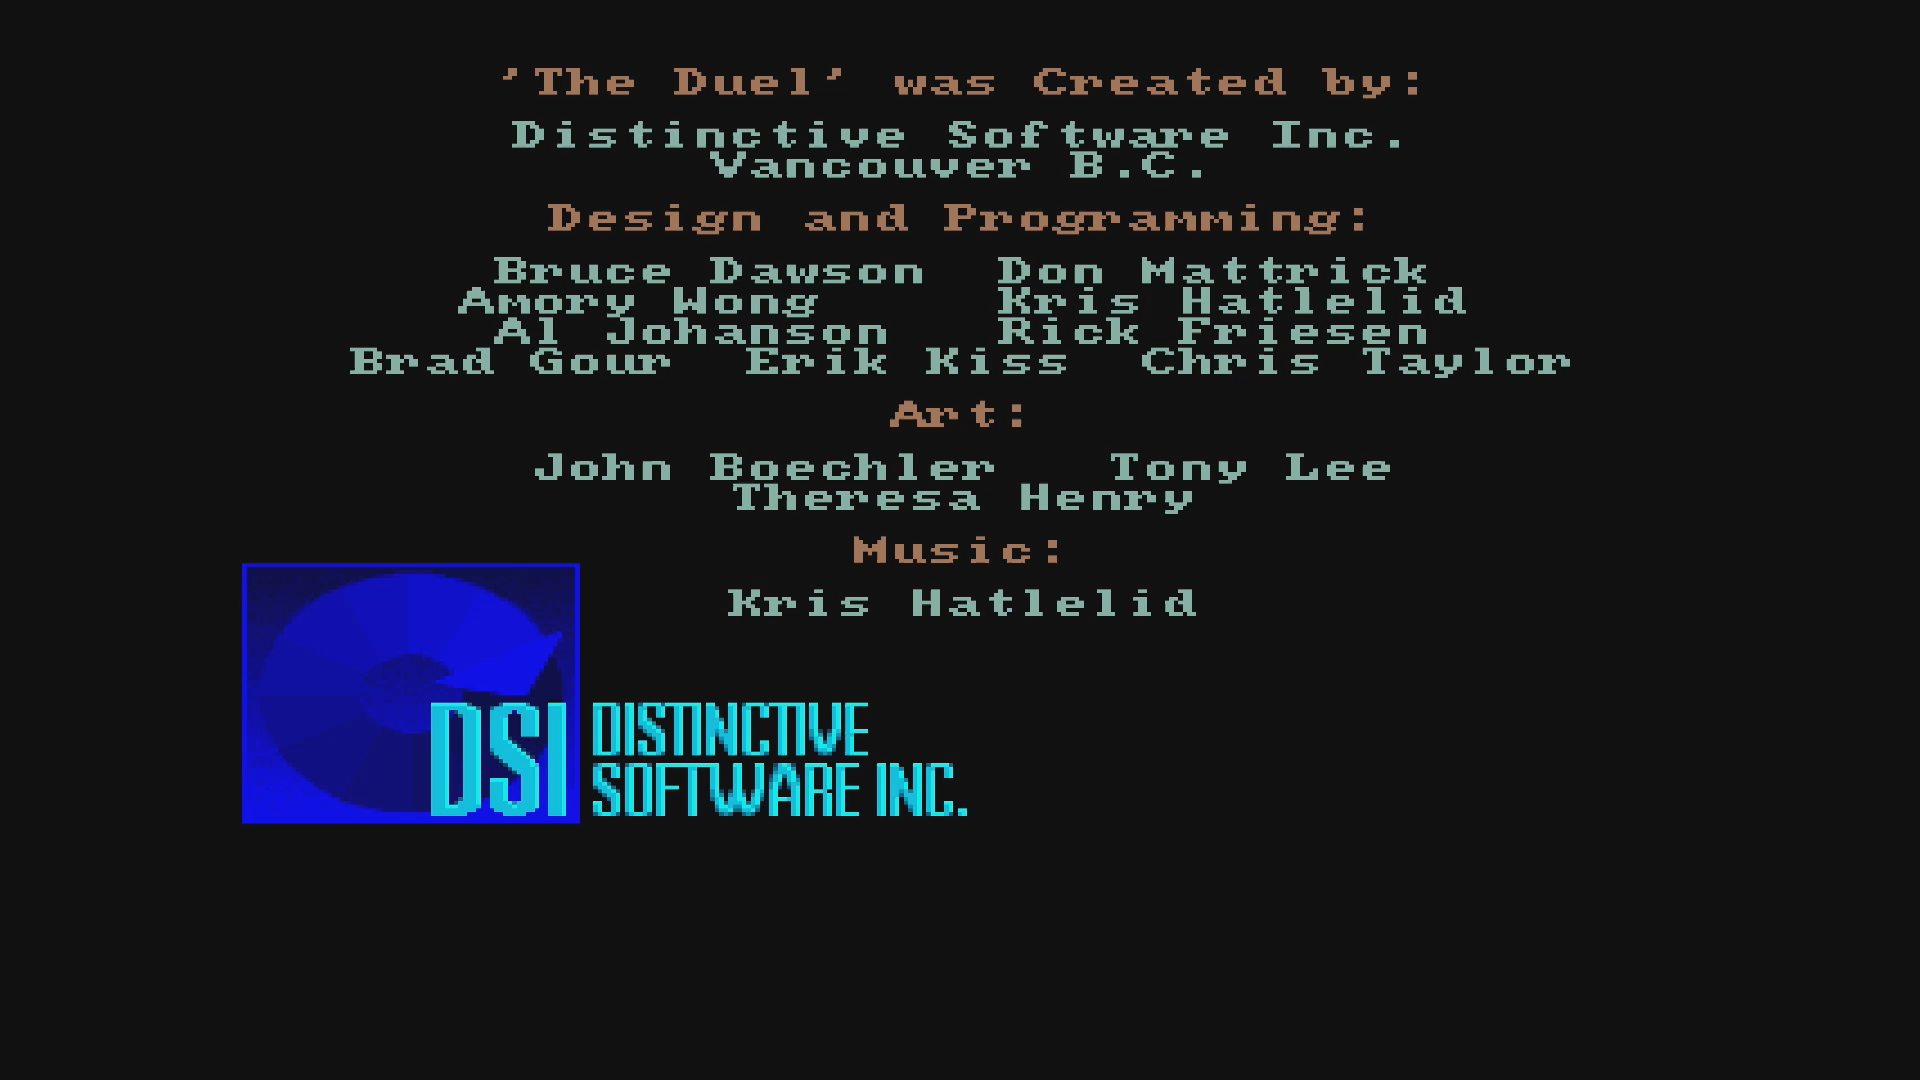 'The Duel' was Created by:
Distinctive Software Inc.
Vancouver B.C.
Design and Programming:
Bruce Dawson  Don Mattrick
Amory Wong  Kris Hatlelid
Al Johanson  Rick Friesen
Brad Gour  Erik Kiss  Chris Taylor
Art:
John Boechler  Tony Lee
Theresa Henry
Music:
Kris Hatlelid
DSI
DISTINCTIVE
SOFTWARE INC.